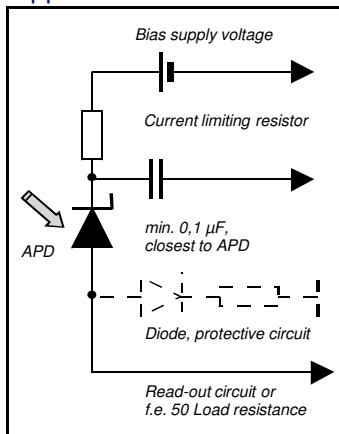 Bias supply voltage
Current limiting resistor
min. 0,1 µF,
closest to APD
APD
Diode, protective circuit
Read-out circuit or
f.e. 50 Load resistance